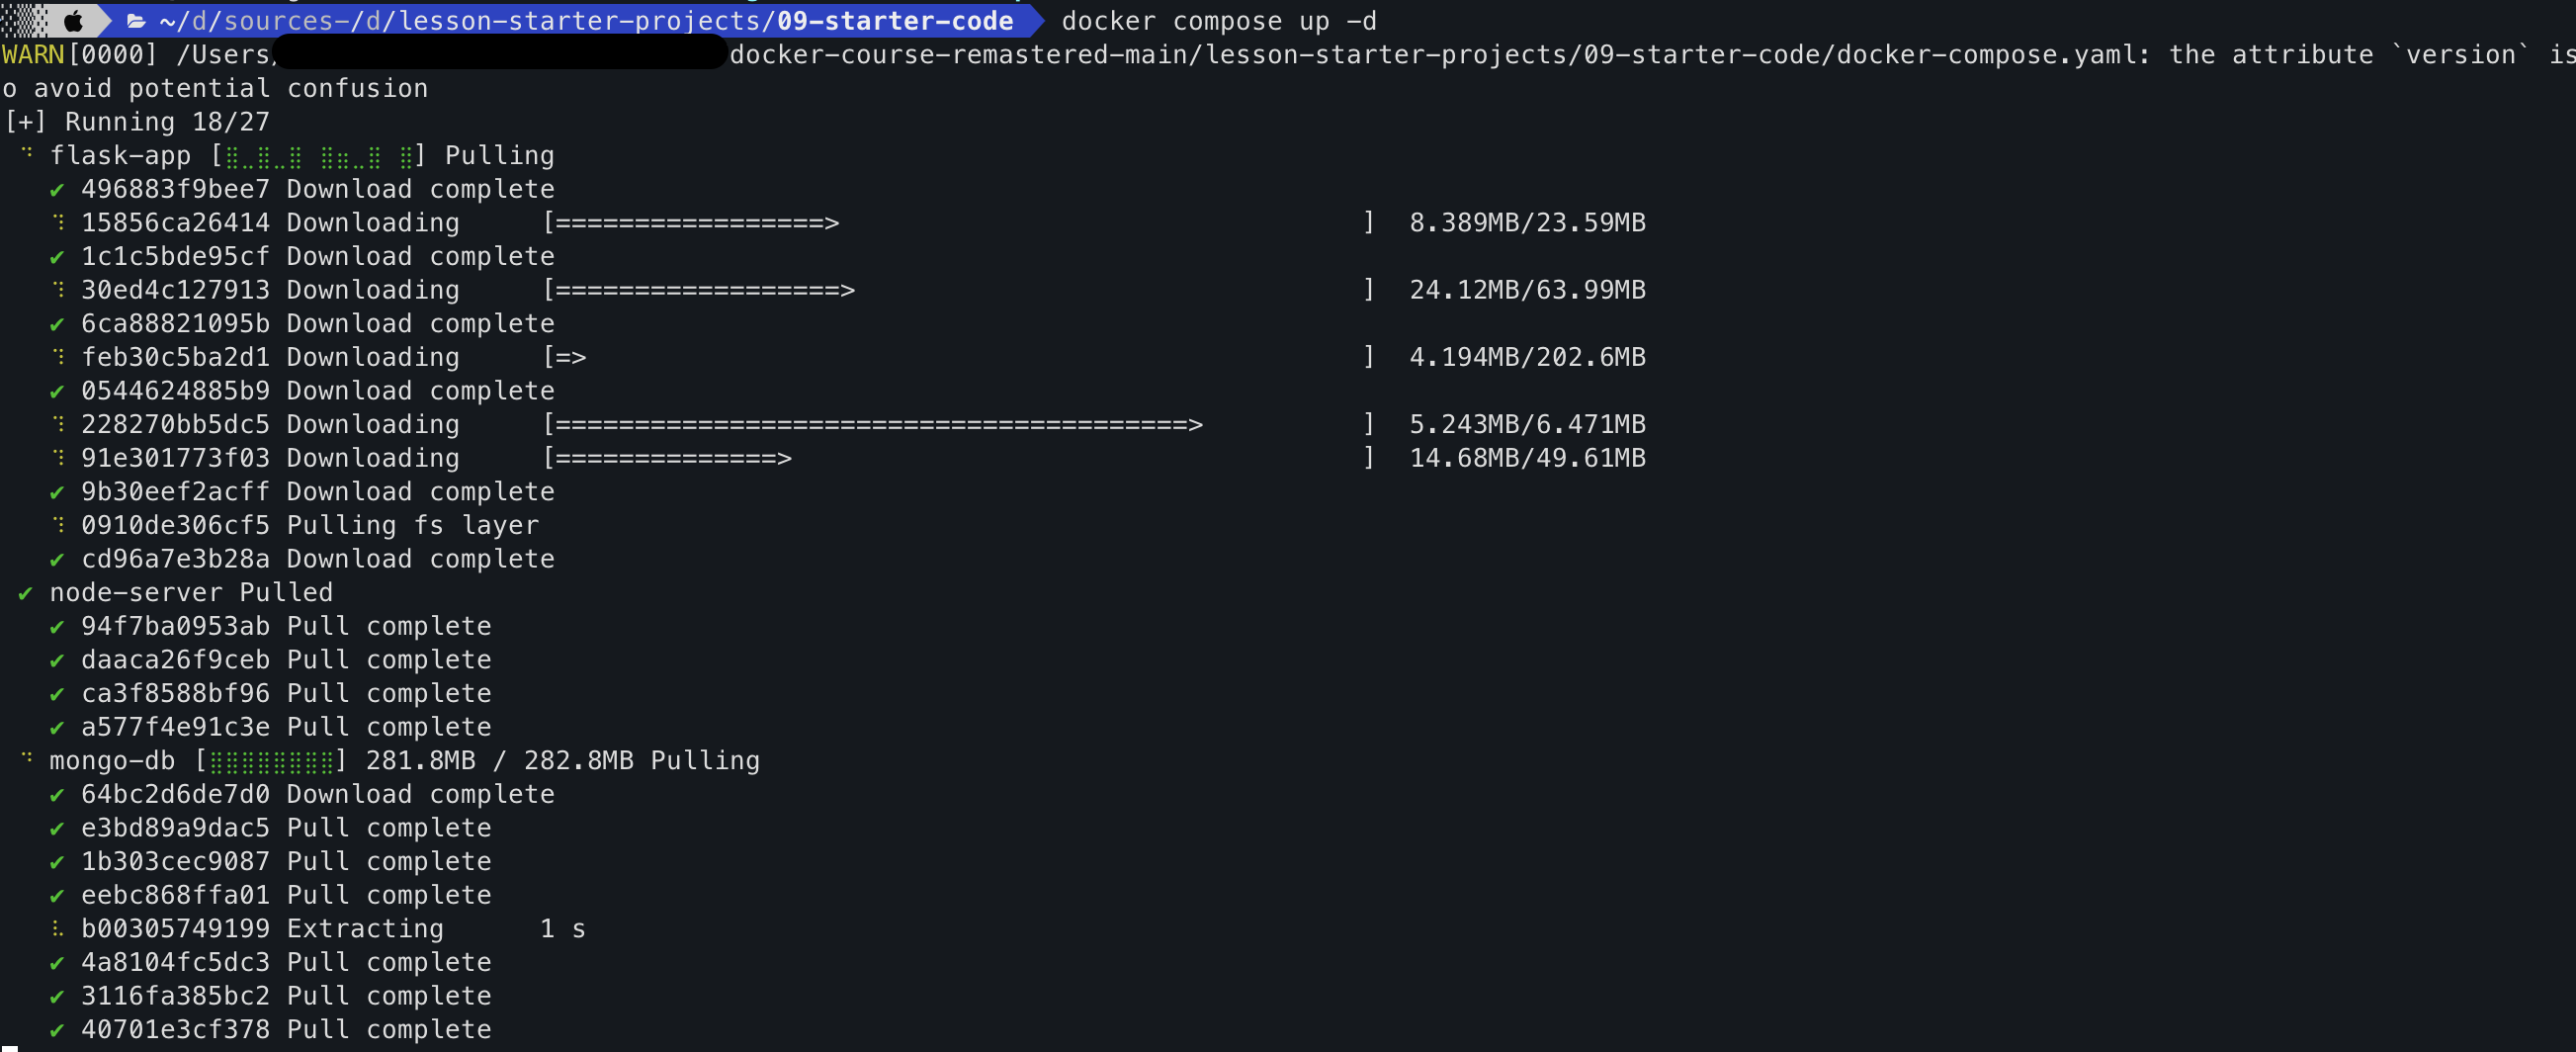 ~/d/sources-/d/lesson-starter-projects/09-starter-code docker compose up -d
WARN[0000] /Users/ docker-course-remastered-main/lesson-starter-projects/09-starter-code/docker-compose.yaml: the attribute `version` is
o avoid potential confusion
[+] Running 18/27
flask-app [⣿⣀⣿⣀⣿ ⣿⣶⣀⣿ ⣿] Pulling
✔ 496883f9bee7 Download complete
15856ca26414 Downloading [=================> ] 8.389MB/23.59MB
✔ 1c1c5bde95cf Download complete
30ed4c127913 Downloading [==================> ] 24.12MB/63.99MB
✔ 6ca88821095b Download complete
feb30c5ba2d1 Downloading [=> ] 4.194MB/202.6MB
✔ 0544624885b9 Download complete
228270bb5dc5 Downloading [========================================> ] 5.243MB/6.471MB
91e301773f03 Downloading [==============> ] 14.68MB/49.61MB
✔ 9b30eef2acff Download complete
0910de306cf5 Pulling fs layer
✔ cd96a7e3b28a Download complete
✔ node-server Pulled
✔ 94f7ba0953ab Pull complete
✔ daaca26f9ceb Pull complete
✔ ca3f8588bf96 Pull complete
✔ a577f4e91c3e Pull complete
mongo-db [⣿⣿⣿⣿⣿⣿⣿⣿] 281.8MB / 282.8MB Pulling
✔ 64bc2d6de7d0 Download complete
✔ e3bd89a9dac5 Pull complete
✔ 1b303cec9087 Pull complete
✔ eebc868ffa01 Pull complete
b00305749199 Extracting 1 s
✔ 4a8104fc5dc3 Pull complete
✔ 3116fa385bc2 Pull complete
✔ 40701e3cf378 Pull complete